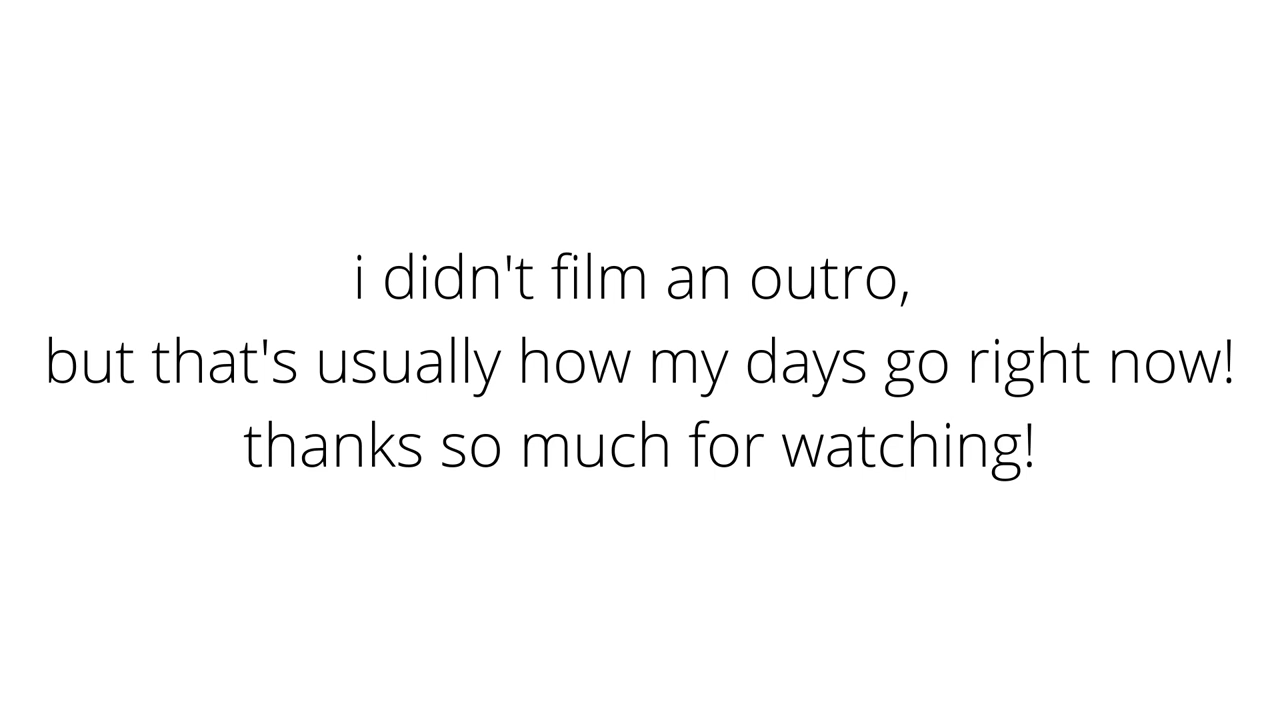 i didn't film an outro,
but that's usually how my days go right now!
thanks so much for watching!